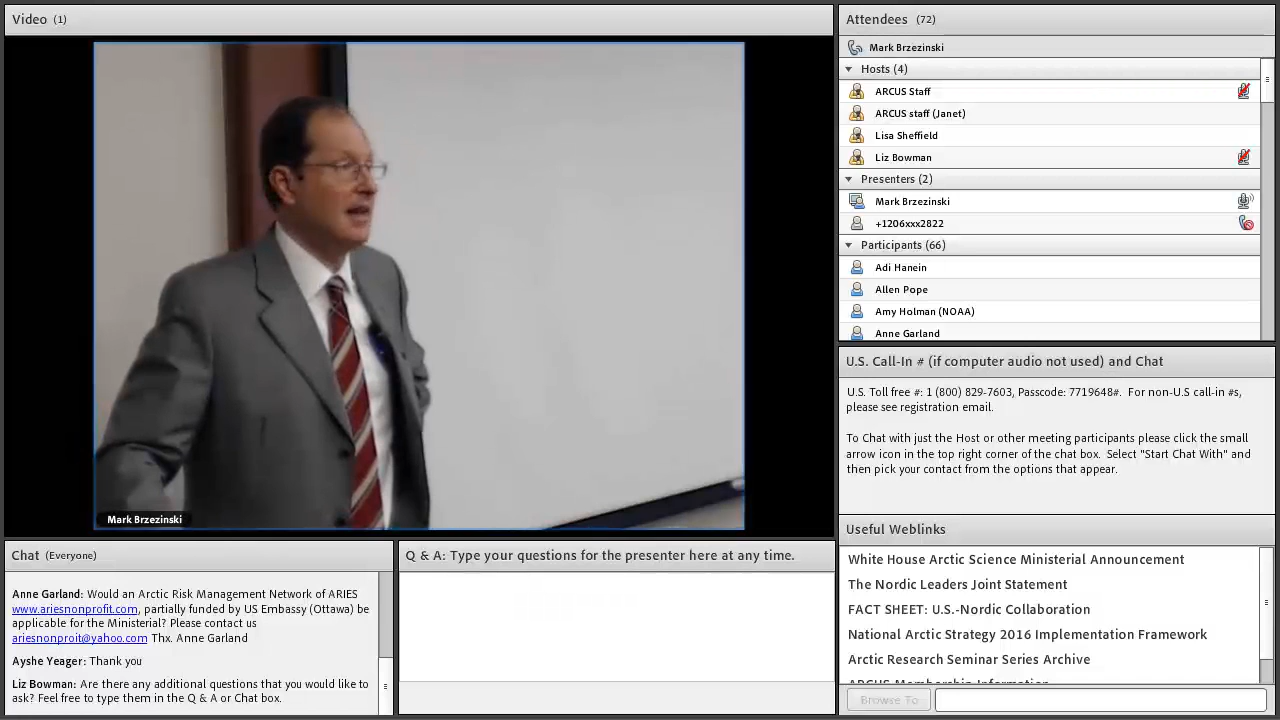 Video (1)
Mark Brzezinski
Attendees (72)
Mark Brzezinski
Hosts (4)
ARCUS Staff
ARCUS staff (Janet)
Lisa Sheffield
Liz Bowman
Presenters (2)
Mark Brzezinski
+1206xxx2822
Participants (66)
Adi Hanein
Allen Pope
Amy Holman (NOAA)
Anne Garland
U.S. Call-In # (if computer audio not used) and Chat
U.S. Toll free #: 1 (800) 829-7603, Passcode: 7719648#. For non-U.S call-in #s,
please see registration email.
To Chat with just the Host or other meeting participants please click the small
arrow icon in the top right corner of the chat box. Select "Start Chat With" and
then pick your contact from the options that appear.
Chat (Everyone)
Anne Garland: Would an Arctic Risk Management Network of ARIES
www.ariesnonprofit.com, partially funded by US Embassy (Ottawa) be
applicable for the Ministerial? Please contact us
ariesnonproit@yahoo.com Thx. Anne Garland
Ayshe Yeager: Thank you
Liz Bowman: Are there any additional questions that you would like to
ask? Feel free to type them in the Q & A or Chat box.
Q & A: Type your questions for the presenter here at any time.
Useful Weblinks
White House Arctic Science Ministerial Announcement
The Nordic Leaders Joint Statement
FACT SHEET: U.S.-Nordic Collaboration
National Arctic Strategy 2016 Implementation Framework
Arctic Research Seminar Series Archive
ARCUS Membership Information
Browse To